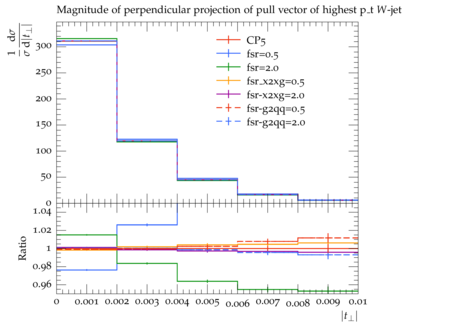 Magnitude of perpendicular projection of pull vector of highest p_t W-jet
1/σ dσ/d|t⊥|
300
250
200
150
100
50
0
CP5
fsr=0.5
fsr=2.0
fsr_x2xg=0.5
fsr-x2xg=2.0
fsr-g2qq=0.5
fsr-g2qq=2.0
Ratio
1.04
1.02
1
0.98
0.96
0 0.001 0.002 0.003 0.004 0.005 0.006 0.007 0.008 0.009 0.01
|t⊥|